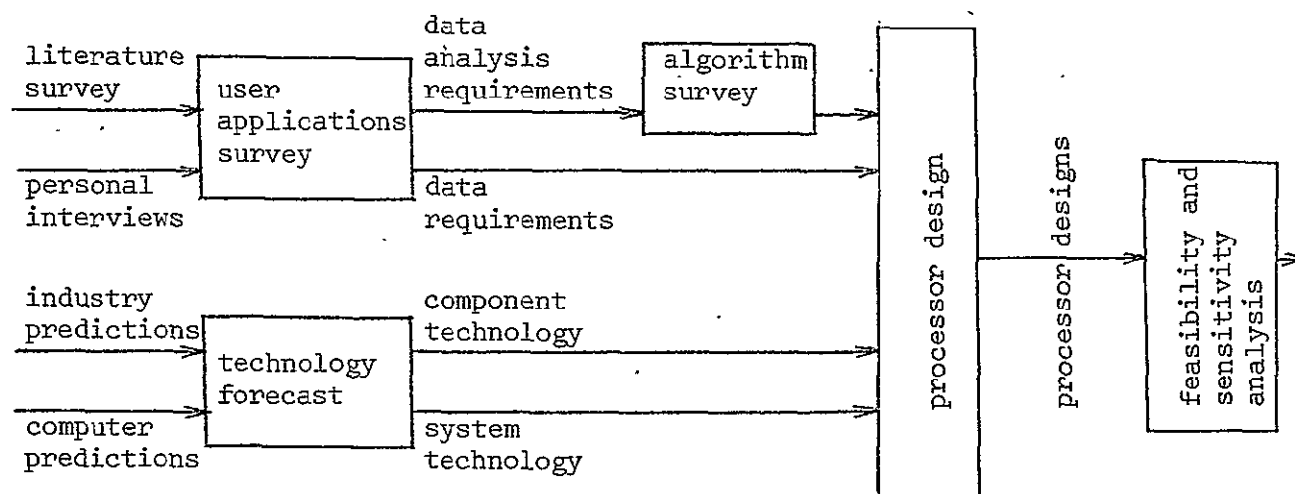 literature
survey
user
applications
survey
personal
interviews
data
analysis
requirements
algorithm
survey
data
requirements
industry
predictions
technology
forecast
computer
predictions
component
technology
system
technology
processor design
processor designs
feasibility and
sensitivity
analysis